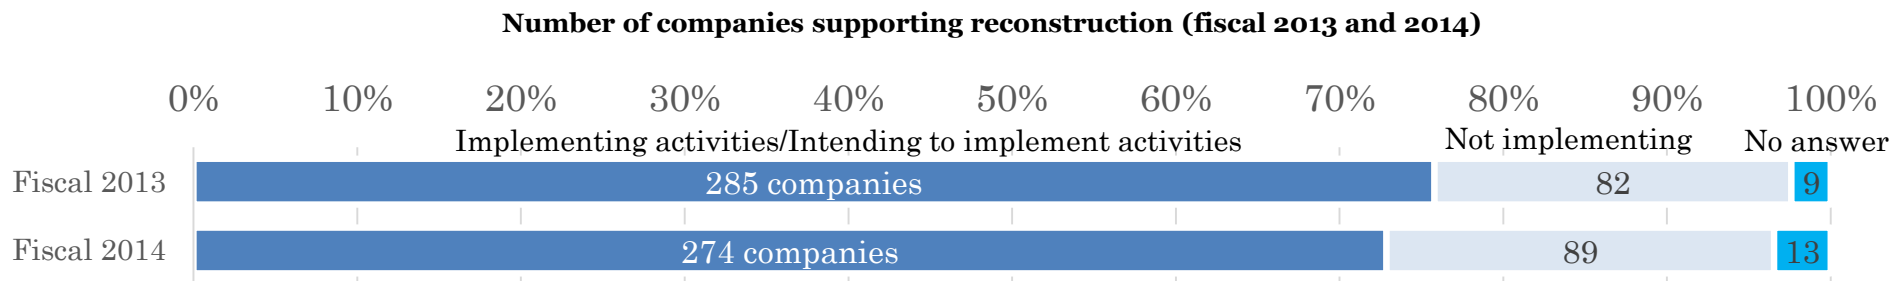 Number of companies supporting reconstruction (fiscal 2013 and 2014)
0% 10% 20% 30% 40% 50% 60% 70% 80% 90% 100%
Implementing activities/Intending to implement activities Not implementing No answer
Fiscal 2013 285 companies 82 9
Fiscal 2014 274 companies 89 13